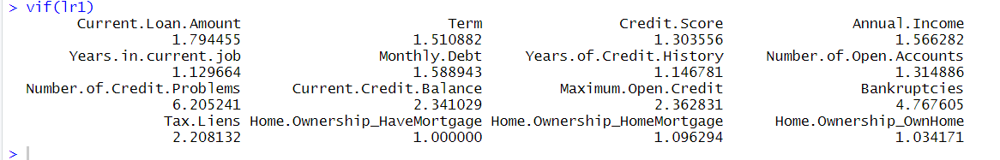 > vif(lr1)
Current.Loan.Amount Term Credit.Score Annual.Income
1.794455 1.510882 1.303556 1.566282
Years.in.current.job Monthly.Debt Years.of.Credit.History Number.of.Open.Accounts
1.129664 1.588943 1.146781 1.314886
Number.of.Credit.Problems Current.Credit.Balance Maximum.Open.Credit Bankruptcies
6.205241 2.341029 2.362831 4.767605
Tax.Liens Home.Ownership_HaveMortgage Home.Ownership_HomeMortgage Home.Ownership_OwnHome
2.208132 1.000000 1.096294 1.034171
>